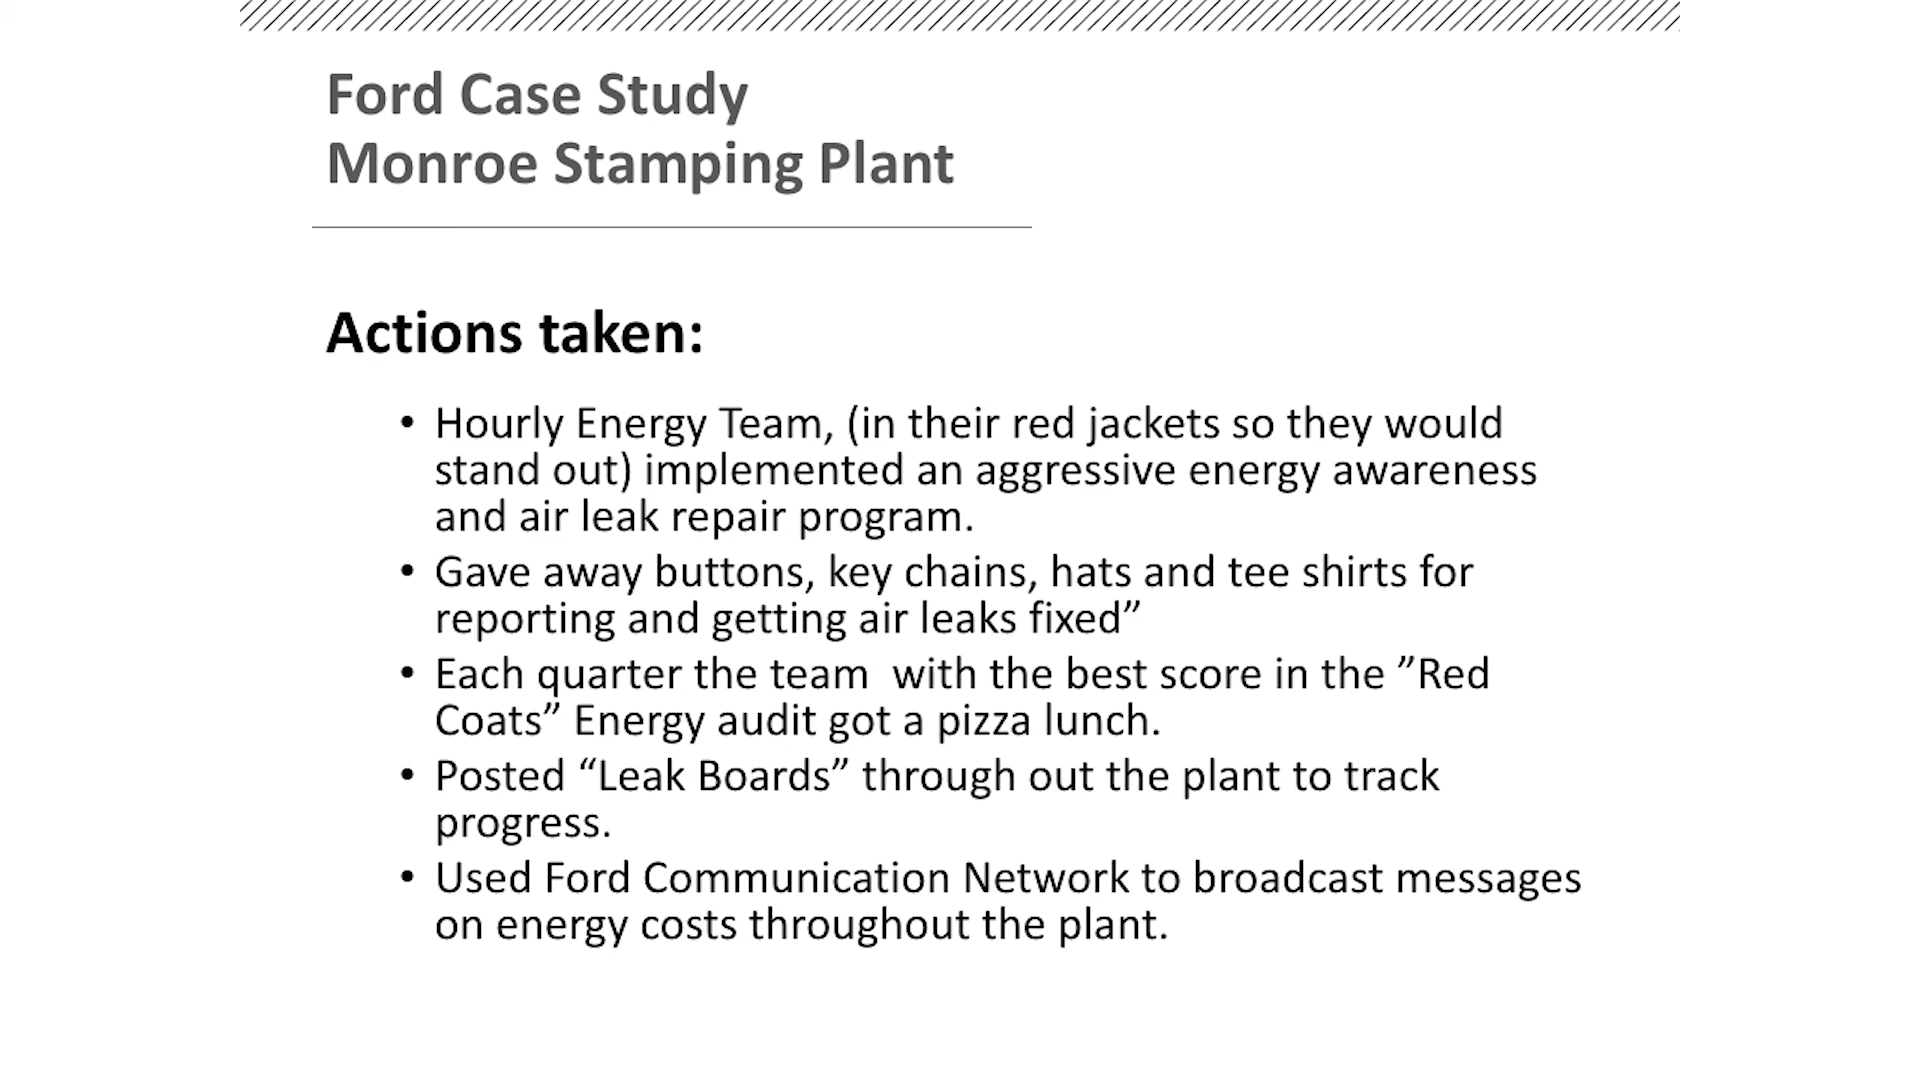 Ford Case Study
Monroe Stamping Plant
Actions taken:
• Hourly Energy Team, (in their red jackets so they would
stand out) implemented an aggressive energy awareness
and air leak repair program.
• Gave away buttons, key chains, hats and tee shirts for
reporting and getting air leaks fixed”
• Each quarter the team  with the best score in the ”Red
Coats” Energy audit got a pizza lunch.
• Posted “Leak Boards” through out the plant to track
progress.
• Used Ford Communication Network to broadcast messages
on energy costs throughout the plant.